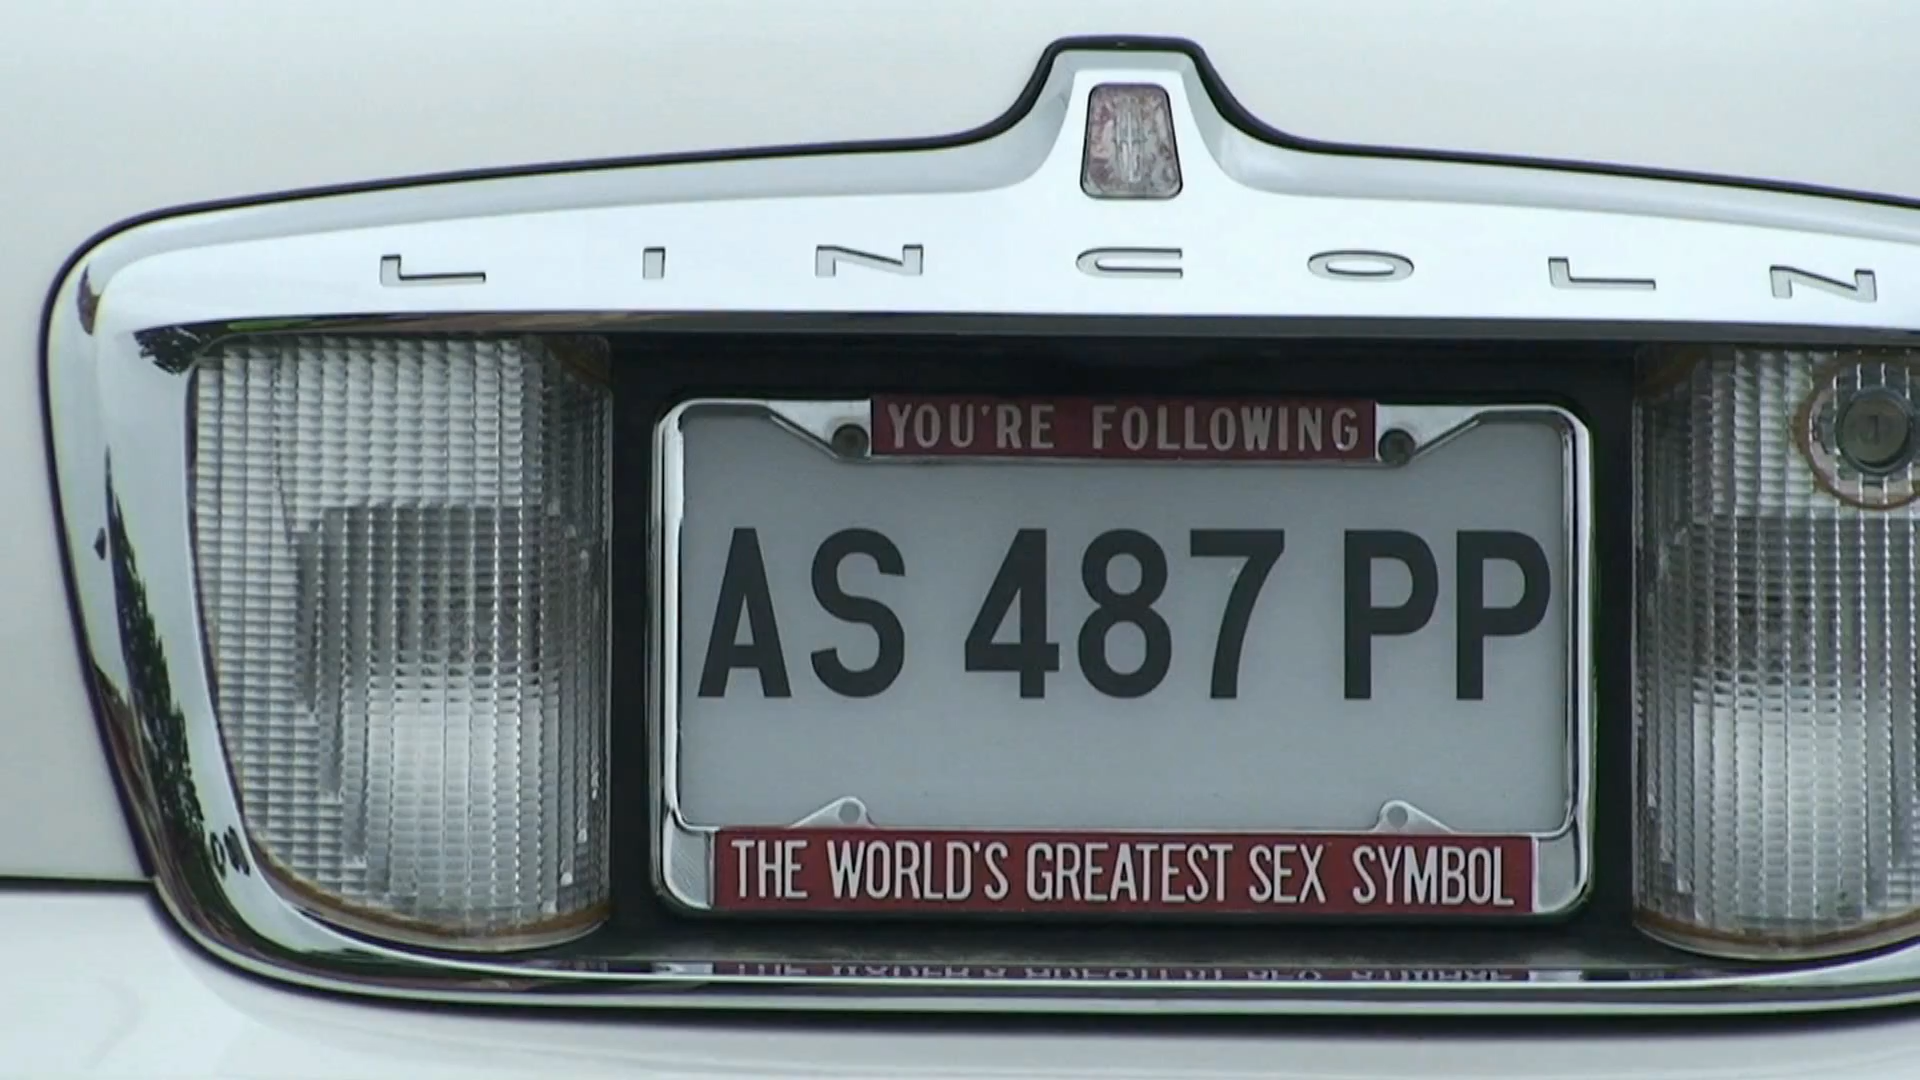 LINCOLN
YOU'RE FOLLOWING
AS 487 PP
THE WORLD'S GREATEST SEX SYMBOL